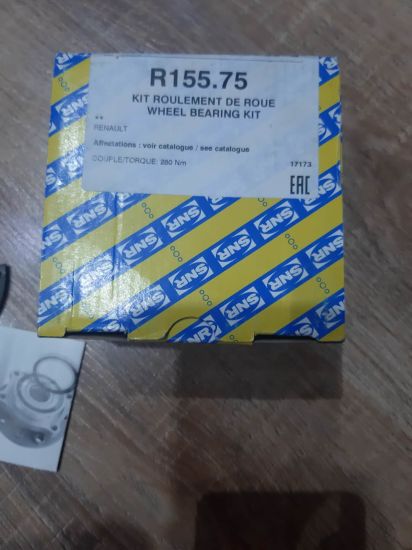 R155.75
KIT ROULEMENT DE ROUE
WHEEL BEARING KIT
**
RENAULT
Affectations : voir catalogue / see catalogue
COUPLE/TORQUE: 280 Nm
17173
EAC
SNR